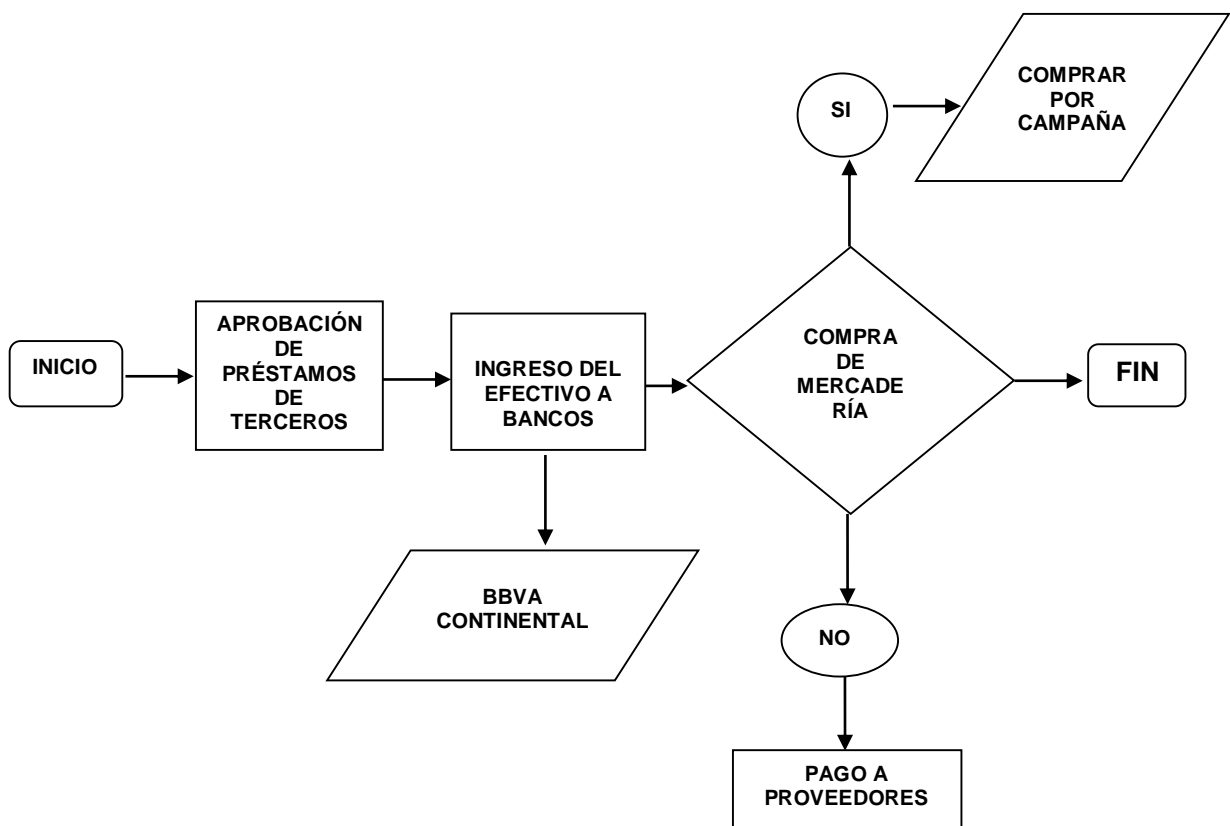 INICIO
APROBACIÓN
DE
PRÉSTAMOS
DE
TERCEROS
INGRESO DEL
EFECTIVO A
BANCOS
BBVA
CONTINENTAL
COMPRA
DE
MERCADE
RÍA
SI
COMPRAR
POR
CAMPAÑA
NO
PAGO A
PROVEEDORES
FIN